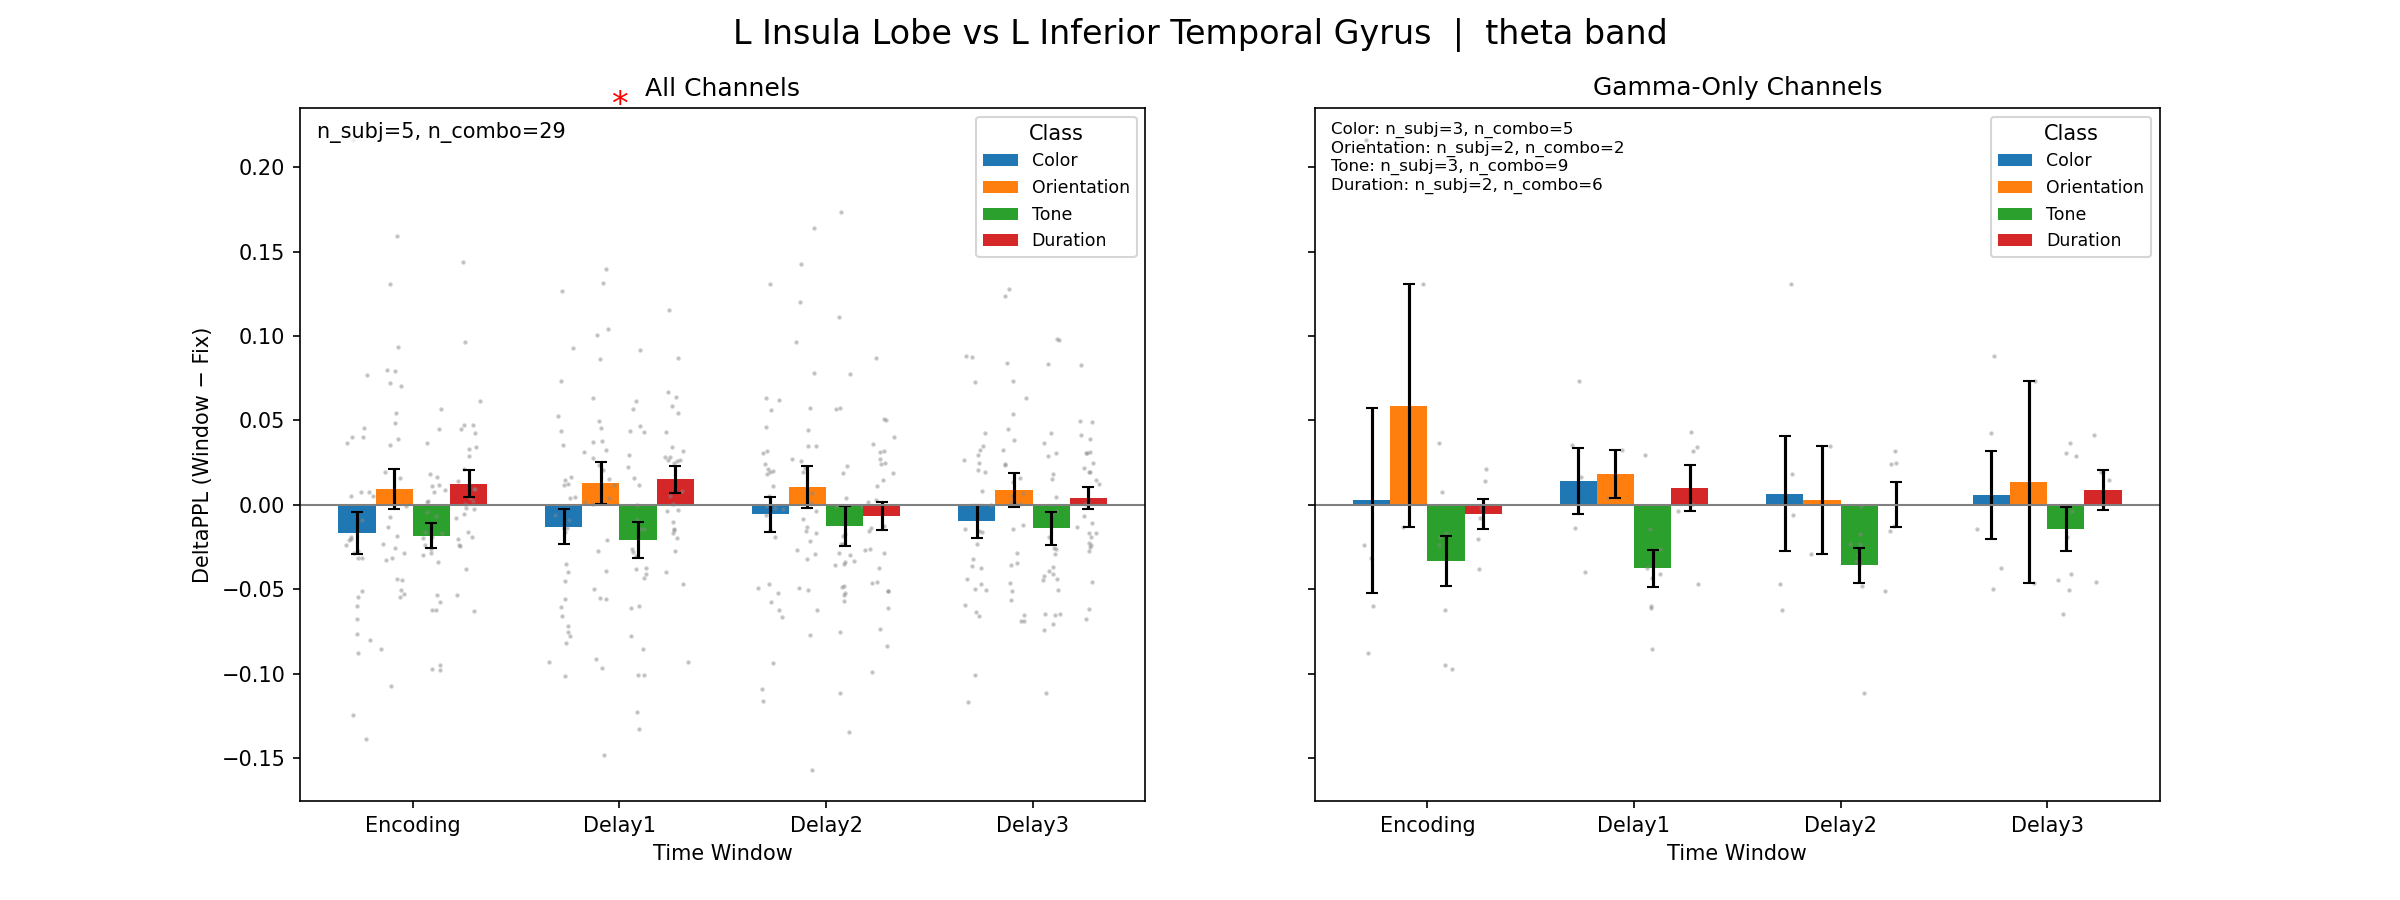 L Insula Lobe vs L Inferior Temporal Gyrus | theta band
All Channels
*
n_subj=5, n_combo=29
Class
Color
Orientation
Tone
Duration
DeltaPPL (Window − Fix)
0.20
0.15
0.10
0.05
0.00
−0.05
−0.10
−0.15
Encoding
Delay1
Delay2
Delay3
Time Window
Gamma-Only Channels
Color: n_subj=3, n_combo=5
Orientation: n_subj=2, n_combo=2
Tone: n_subj=3, n_combo=9
Duration: n_subj=2, n_combo=6
Class
Color
Orientation
Tone
Duration
Encoding
Delay1
Delay2
Delay3
Time Window